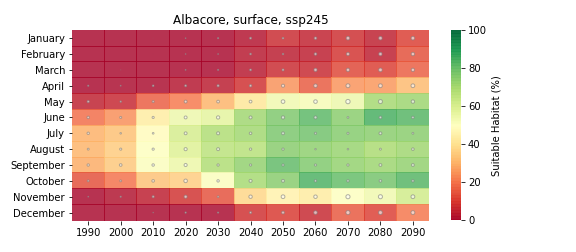 Albacore, surface, ssp245
January
February
March
April
May
June
July
August
September
October
November
December
1990 2000 2010 2020 2030 2040 2050 2060 2070 2080 2090
100
80
60
40
20
0
Suitable Habitat (%)